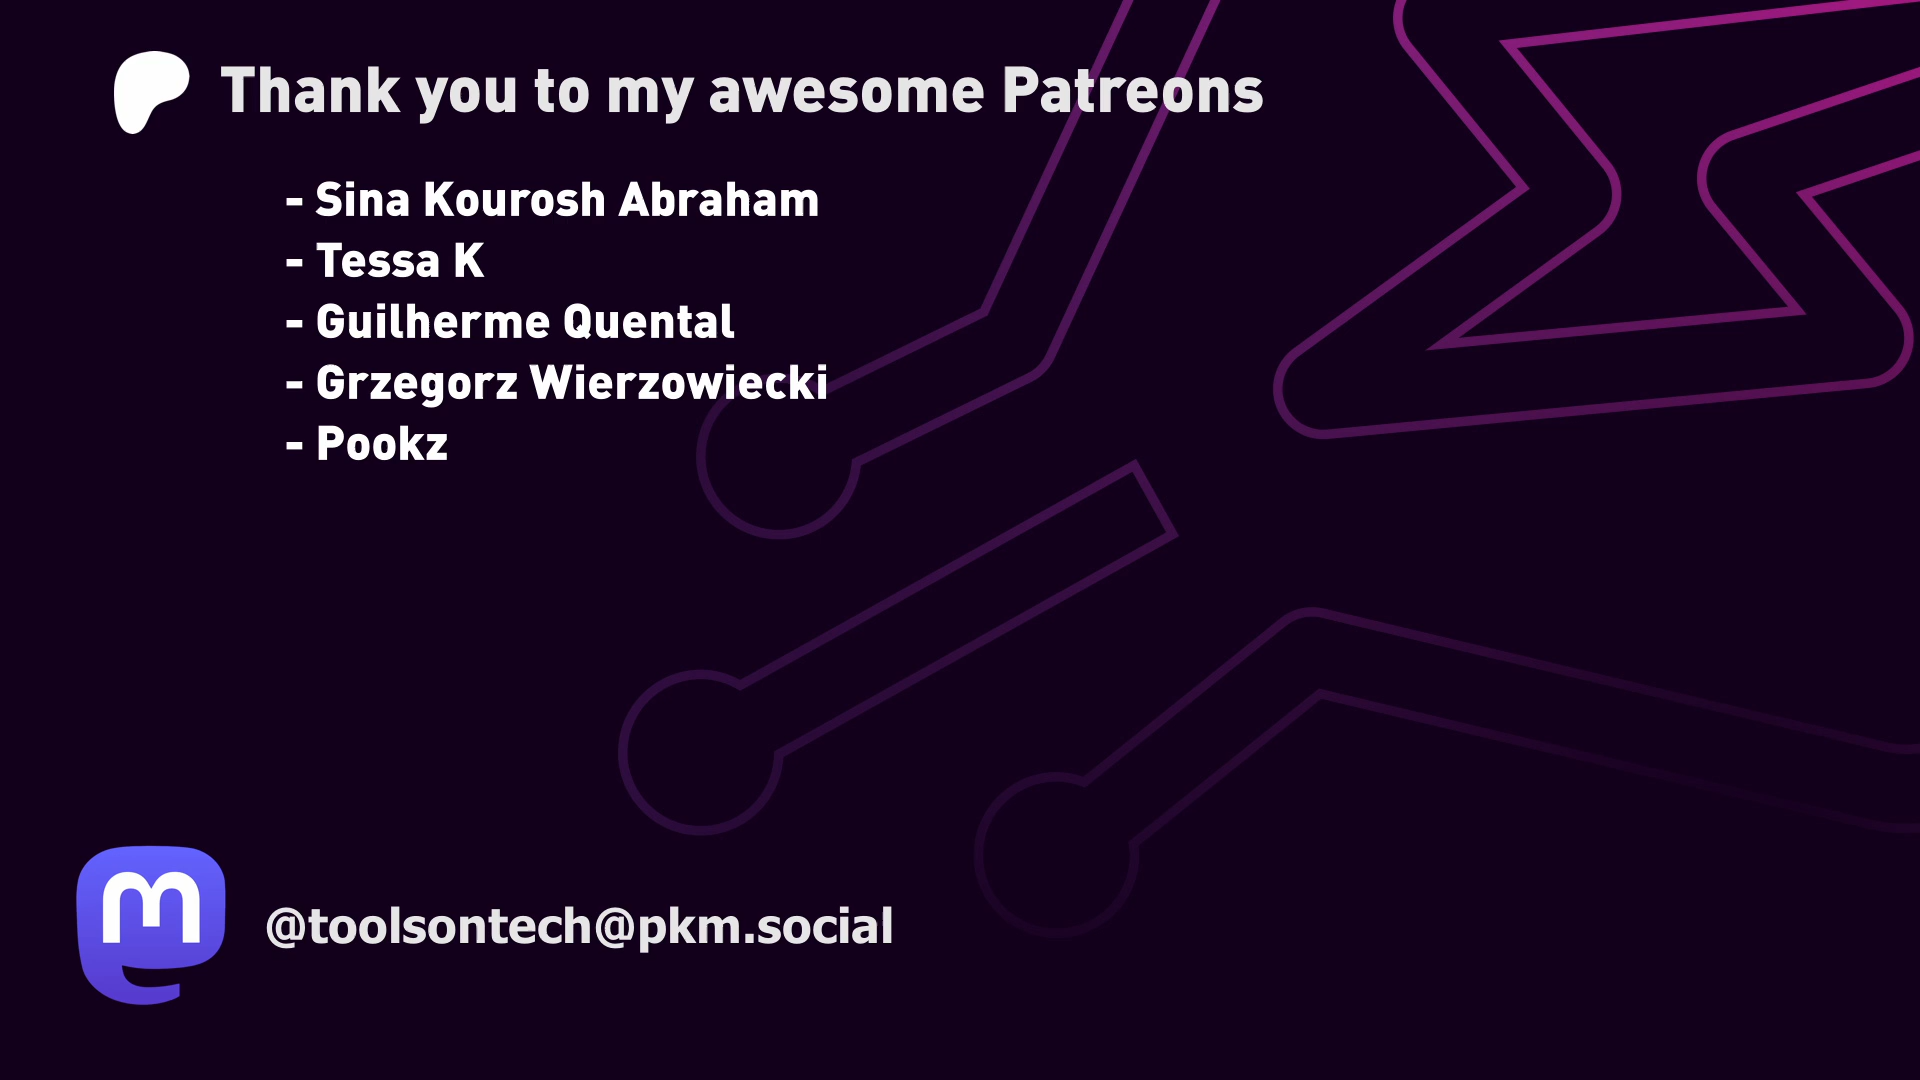 Thank you to my awesome Patreons
- Sina Kourosh Abraham
- Tessa K
- Guilherme Quental
- Grzegorz Wierzowiecki
- Pookz
@toolsontech@pkm.social